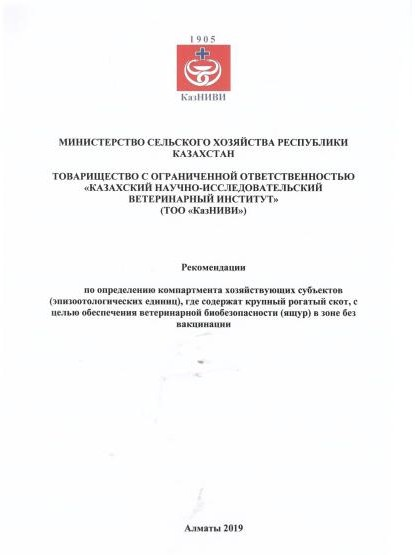 1905
КазНИВИ
МИНИСТЕРСТВО СЕЛЬСКОГО ХОЗЯЙСТВА РЕСПУБЛИКИ
КАЗАХСТАН
ТОВАРИЩЕСТВО С ОГРАНИЧЕННОЙ ОТВЕТСТВЕННОСТЬЮ
«КАЗАХСКИЙ НАУЧНО-ИССЛЕДОВАТЕЛЬСКИЙ
ВЕТЕРИНАРНЫЙ ИНСТИТУТ»
(ТОО «КазНИВИ»)
Рекомендации
по определению компартмента хозяйствующих субъектов
(эпизоотологических единиц), где содержат крупный рогатый скот, с
целью обеспечения ветеринарной биобезопасности (ящур) в зоне без
вакцинации
Алматы 2019